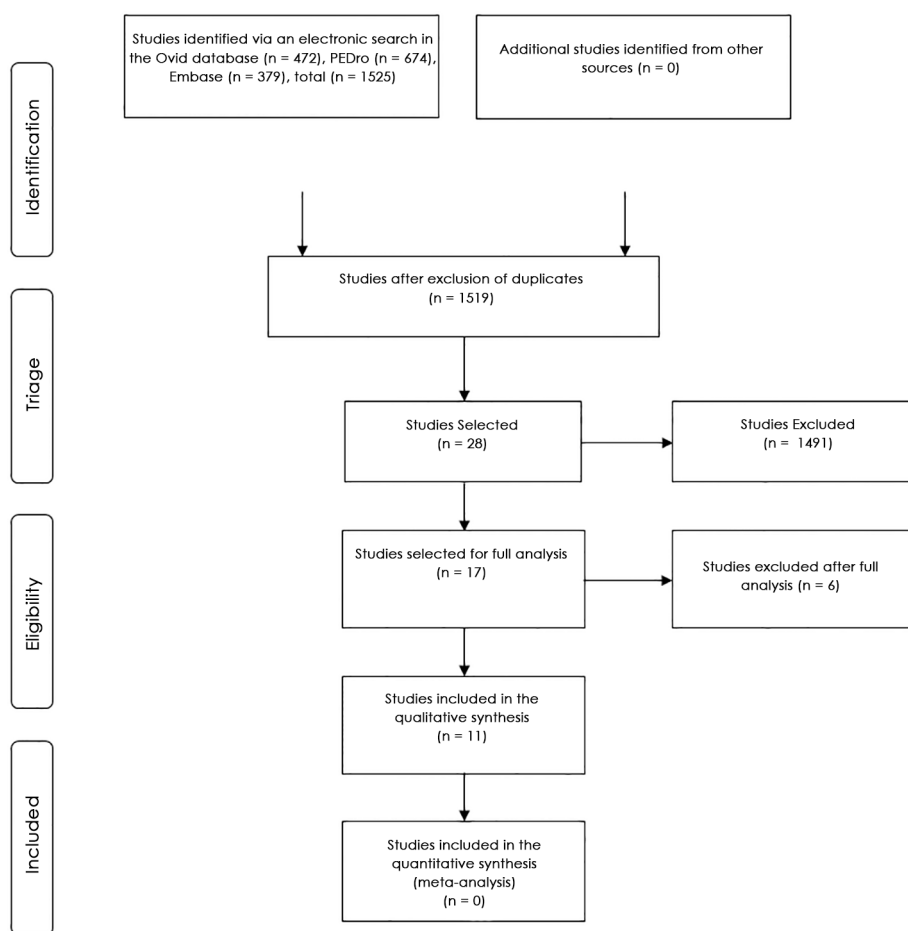 Identification
Studies identified via an electronic search in
the Ovid database (n = 472), PEDro (n = 674),
Embase (n = 379), total (n = 1525)
Additional studies identified from other
sources (n = 0)
Triage
Studies after exclusion of duplicates
(n = 1519)
Studies Selected
(n = 28)
Studies Excluded
(n = 1491)
Eligibility
Studies selected for full analysis
(n = 17)
Studies excluded after full
analysis (n = 6)
Included
Studies included in the
qualitative synthesis
(n = 11)
Studies included in the
quantitative synthesis
(meta-analysis)
(n = 0)